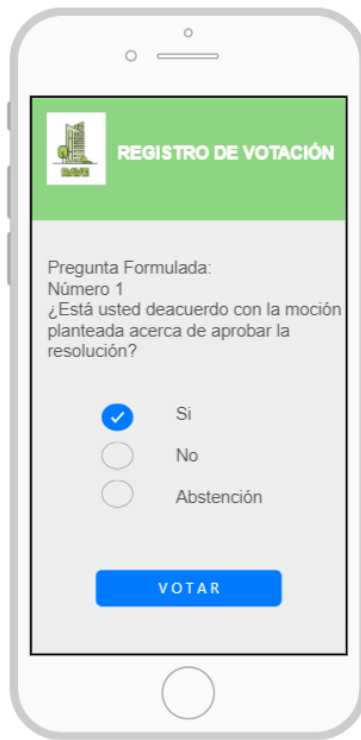 RAVE
REGISTRO DE VOTACIÓN
Pregunta Formulada:
Número 1
¿Está usted deacuerdo con la moción
planteada acerca de aprobar la
resolución?
Si
No
Abstención
VOTAR